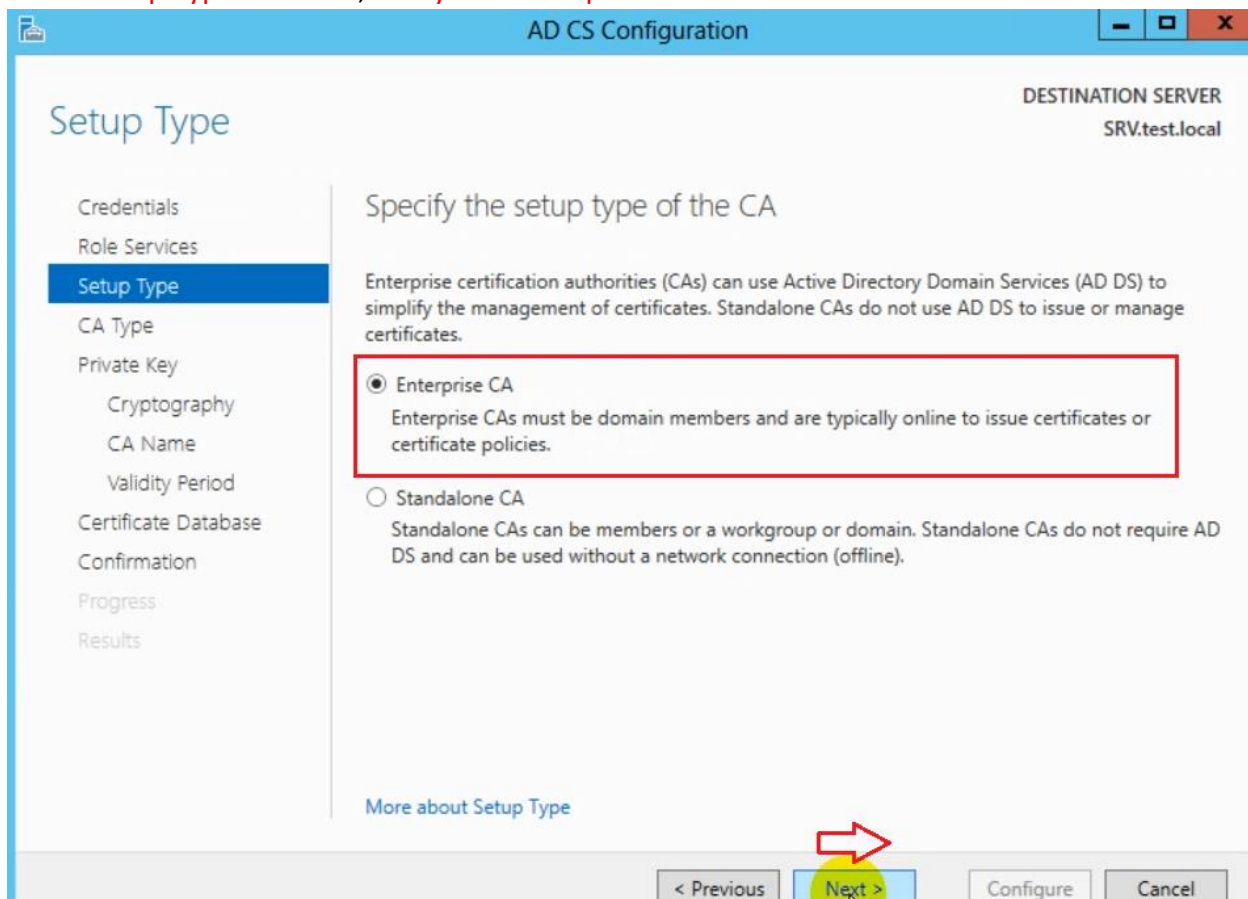 AD CS Configuration
DESTINATION SERVER
SRV.test.local
Setup Type
Credentials
Role Services
Setup Type
CA Type
Private Key
Cryptography
CA Name
Validity Period
Certificate Database
Confirmation
Progress
Results
Specify the setup type of the CA
Enterprise certification authorities (CAs) can use Active Directory Domain Services (AD DS) to
simplify the management of certificates. Standalone CAs do not use AD DS to issue or manage
certificates.
Enterprise CA
Enterprise CAs must be domain members and are typically online to issue certificates or
certificate policies.
Standalone CA
Standalone CAs can be members or a workgroup or domain. Standalone CAs do not require AD
DS and can be used without a network connection (offline).
More about Setup Type
< Previous
Next >
Configure
Cancel